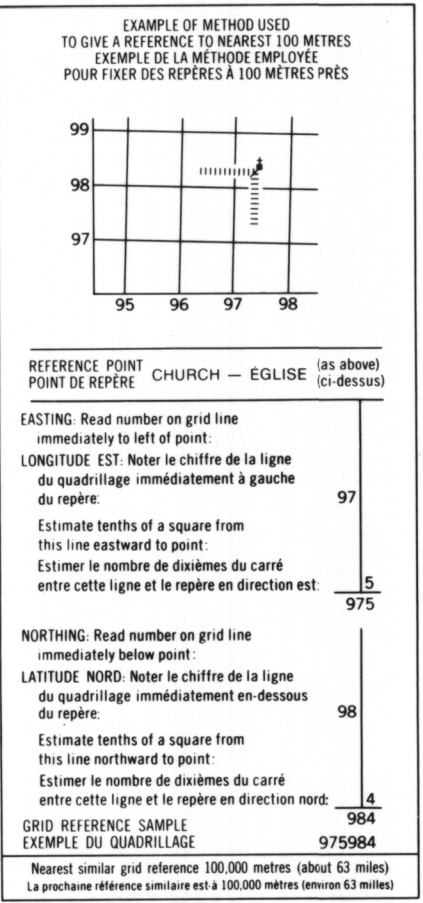 EXAMPLE OF METHOD USED
TO GIVE A REFERENCE TO NEAREST 100 METRES
EXEMPLE DE LA MÉTHODE EMPLOYÉE
POUR FIXER DES REPÈRES À 100 MÈTRES PRÈS
99
98
97
95 96 97 98
REFERENCE POINT
POINT DE REPÈRE
CHURCH — ÉGLISE
(as above)
(ci-dessus)
EASTING: Read number on grid line
immediately to left of point:
LONGITUDE EST: Noter le chiffre de la ligne
du quadrillage immédiatement à gauche
du repère: 97
Estimate tenths of a square from
this line eastward to point:
Estimer le nombre de dixièmes du carré
entre cette ligne et le repère en direction est: 5
975
NORTHING: Read number on grid line
immediately below point:
LATITUDE NORD: Noter le chiffre de la ligne
du quadrillage immédiatement en-dessous
du repère: 98
Estimate tenths of a square from
this line northward to point:
Estimer le nombre de dixièmes du carré
entre cette ligne et le repère en direction nord: 4
984
GRID REFERENCE SAMPLE
EXEMPLE DU QUADRILLAGE 975984
Nearest similar grid reference 100,000 metres (about 63 miles)
La prochaine référence similaire est à 100,000 mètres (environ 63 milles)